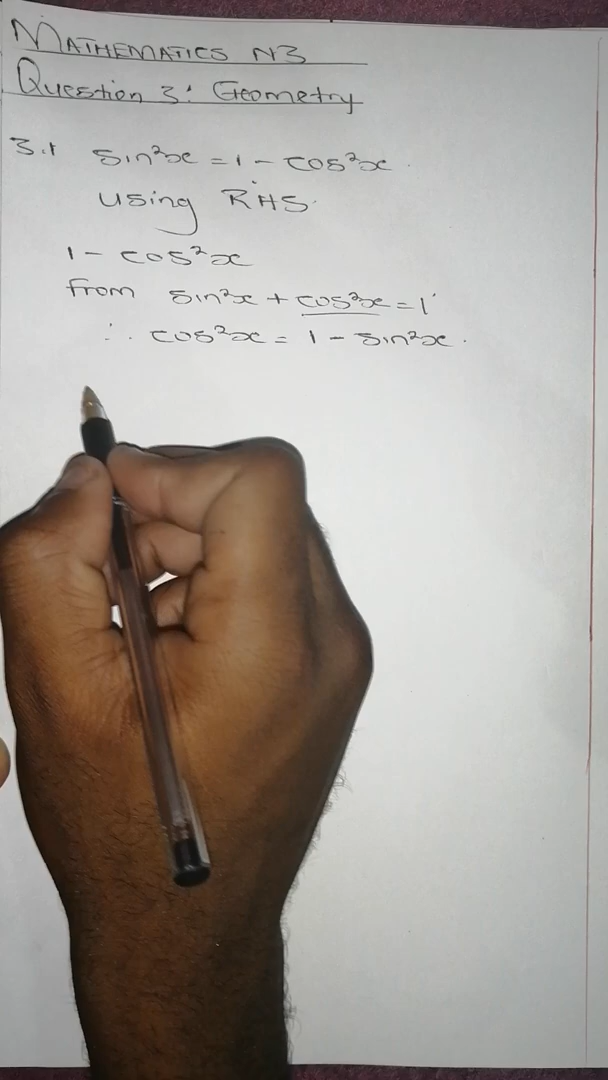 MATHEMATICS N3
Question 3: Geometry
3.1 sin²x = 1 - cos²x.
using RHS.
1 - cos²x
from sin²x + cos²x = 1
∴ cos²x = 1 - sin²x.